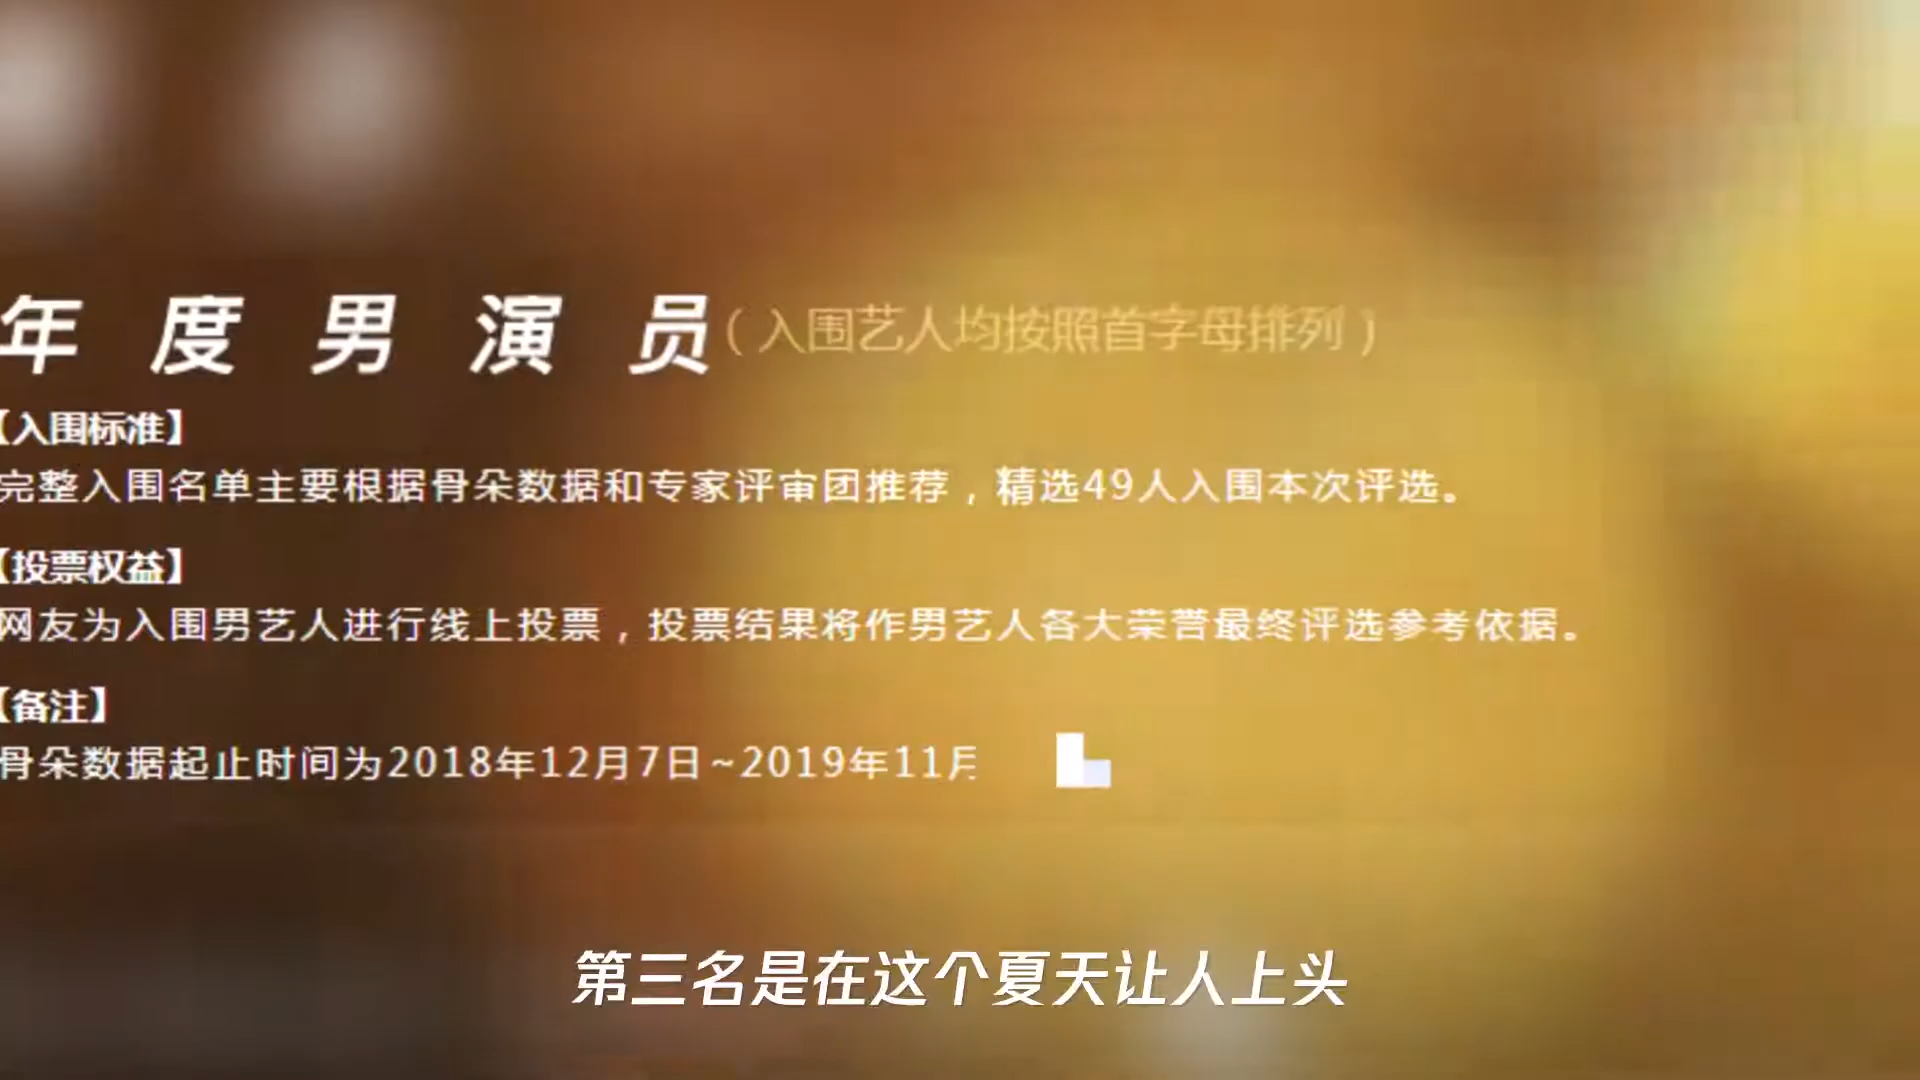 年度男演员（入围艺人均按照首字母排列）
【入围标准】
完整入围名单主要根据骨朵数据和专家评审团推荐，精选49人入围本次评选。
【投票权益】
网友为入围男艺人进行线上投票，投票结果将作男艺人各大荣誉最终评选参考依据。
【备注】
骨朵数据起止时间为2018年12月7日~2019年11月
第三名是在这个夏天让人上头